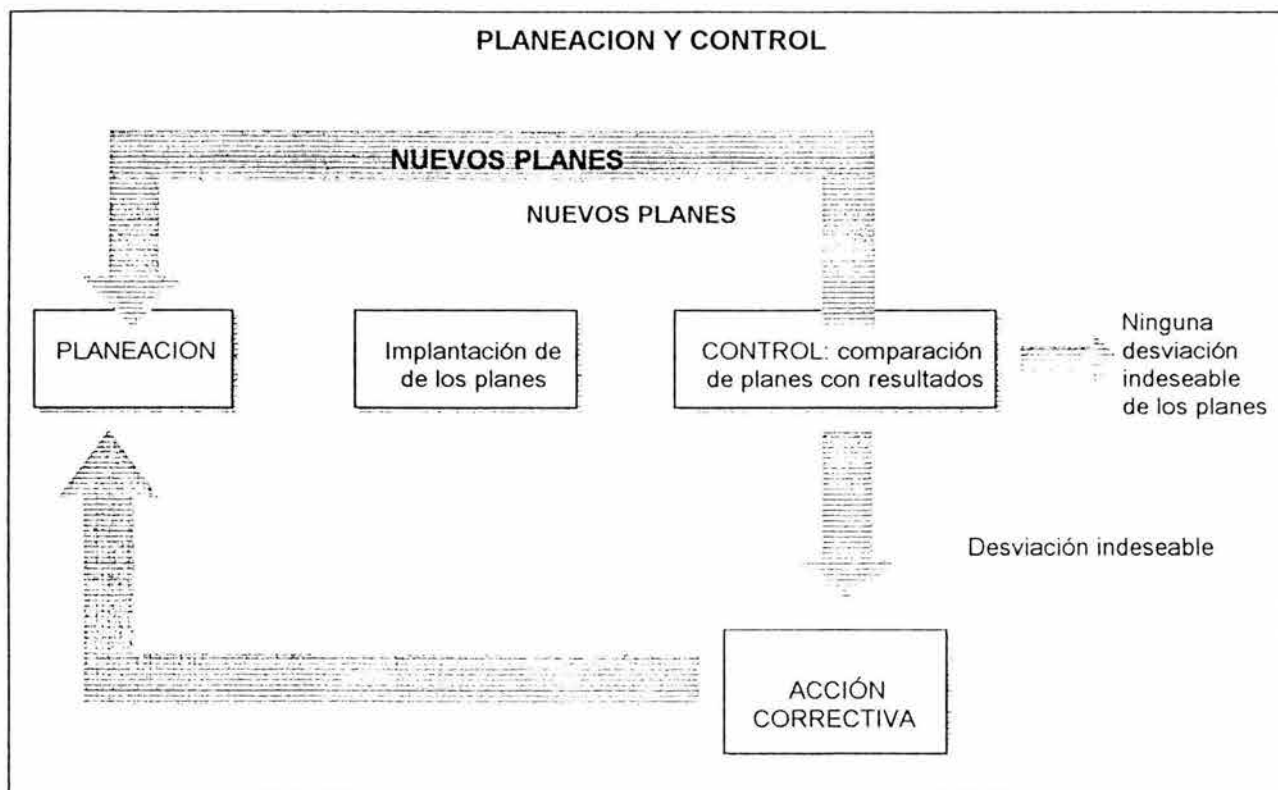 PLANEACION Y CONTROL
NUEVOS PLANES
NUEVOS PLANES
PLANEACION
Implantación de
de los planes
CONTROL: comparación
de planes con resultados
Ninguna
desviación
indeseable
de los planes
Desviación indeseable
ACCIÓN
CORRECTIVA